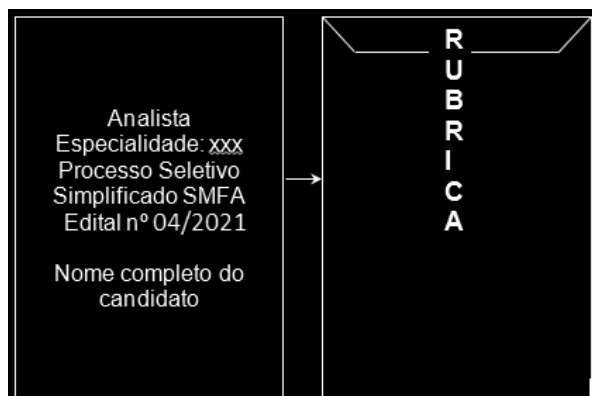 Analista
Especialidade: xxx
Processo Seletivo
Simplificado SMFA
Edital nº 04/2021
Nome completo do
candidato
R
U
B
R
I
C
A